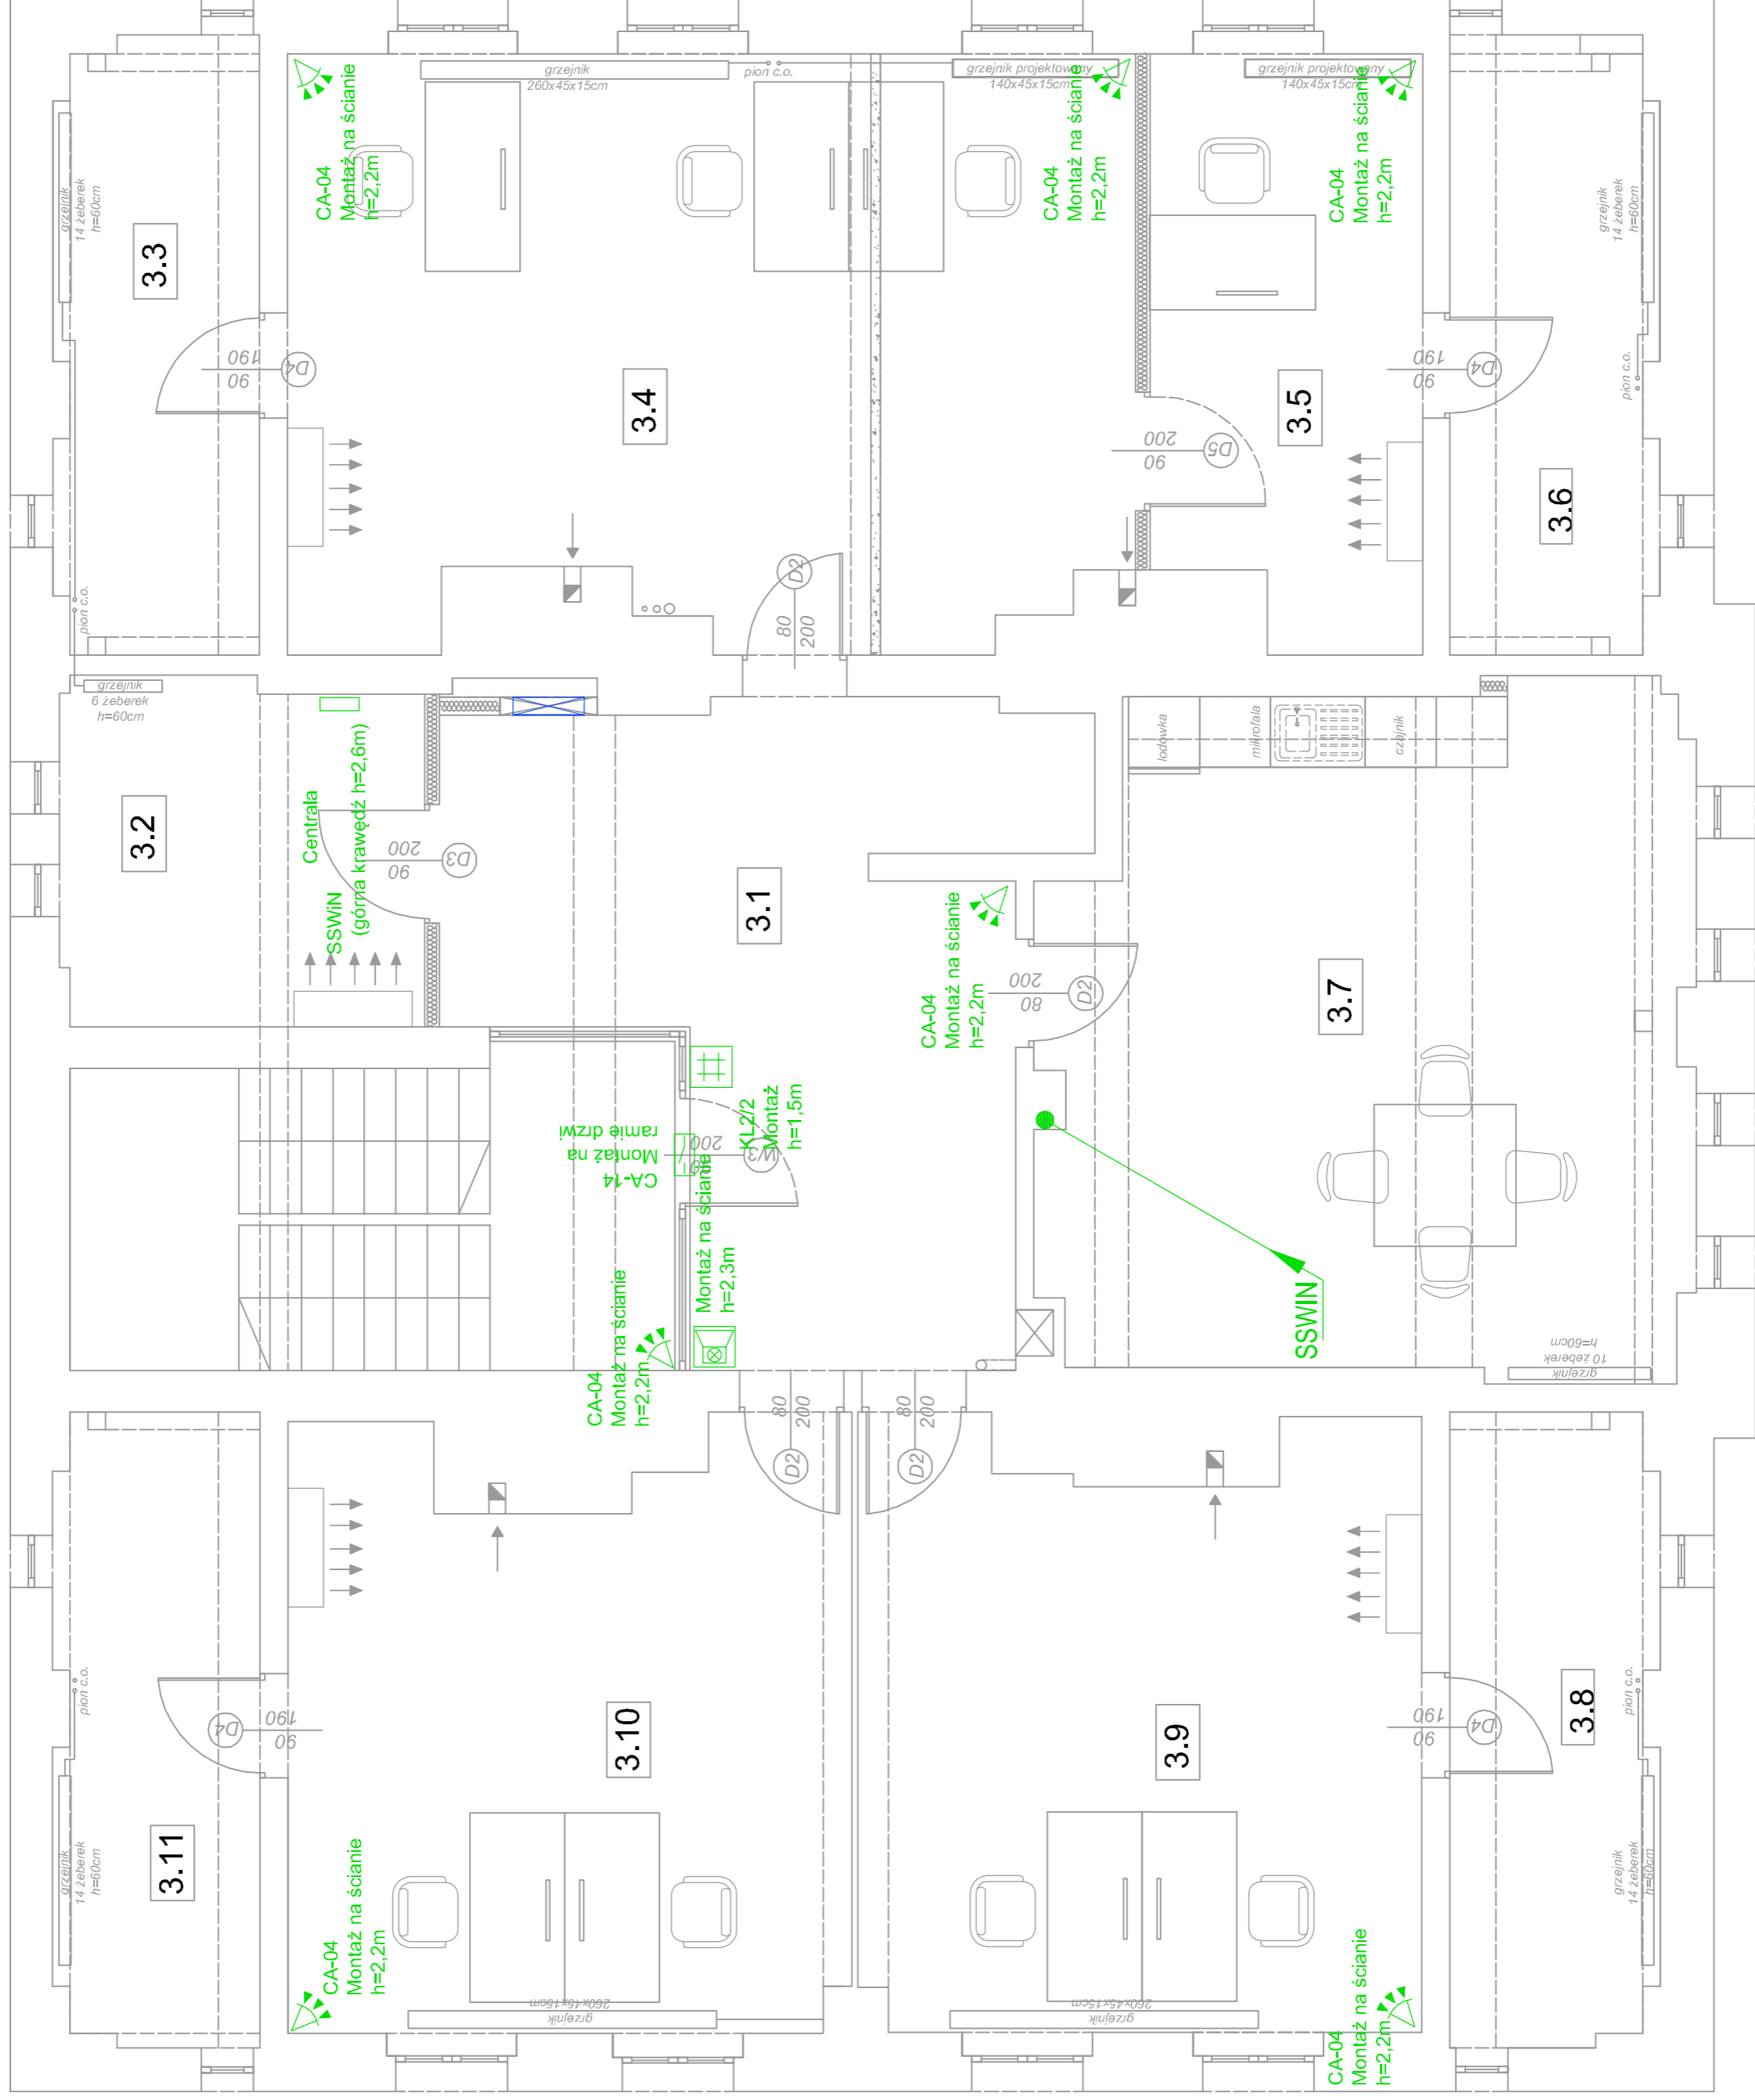 grzejnik
14 żeberek
h=60cm
3.3
90
190
D4
pion c.o.
CA-04
Montaż na ścianie
h=2,2m
grzejnik
260x45x15cm
pion c.o.
3.4
D2
80
200
grzejnik projektowany
140x45x15cm
CA-04
Montaż na ścianie
h=2,2m
grzejnik projektowany
140x45x15cm
CA-04
Montaż na ścianie
h=2,2m
90
200
D5
3.5
90
190
D4
grzejnik
14 żeberek
h=60cm
pion c.o.
3.6
grzejnik
6 żeberek
h=60cm
3.2
Centrala
SSWiN
(górna krawędź h=2,6m)
90
200
D3
3.1
CA-04
Montaż na ścianie
h=2,2m
80
200
D2
lodówka
mikrofala
czajnik
3.7
KL2/2
Montaż
h=1,5m
CA-14
Montaż na
ramie drzwi
200
W/3
Montaż na ścianie
h=2,3m
CA-04
Montaż na ścianie
h=2,2m
SSWIN
grzejnik
10 żeberek
h=60cm
80
200
D2
80
200
D2
pion c.o.
D4
90
190
3.11
grzejnik
14 żeberek
h=60cm
3.10
CA-04
Montaż na ścianie
h=2,2m
grzejnik
260x45x15cm
3.9
grzejnik
260x45x15cm
CA-04
Montaż na ścianie
h=2,2m
90
190
D4
3.8
pion c.o.
grzejnik
14 żeberek
h=60cm